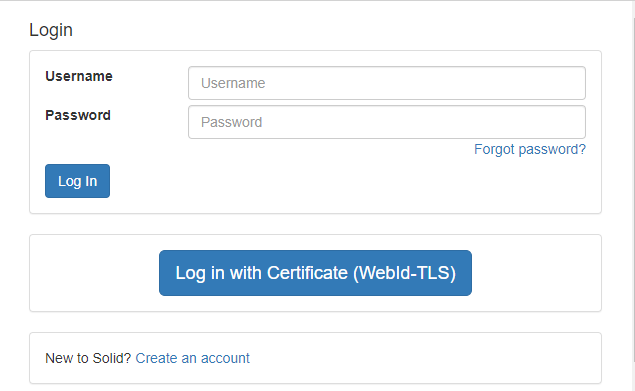 Login
Username
Username
Password
Password
Forgot password?
Log In
Log in with Certificate (WebId-TLS)
New to Solid? Create an account